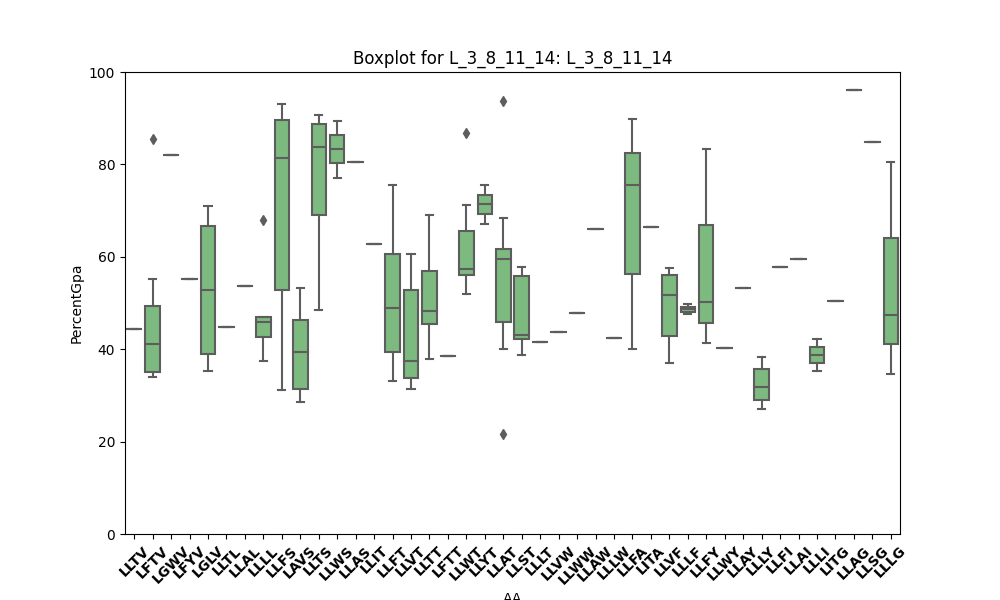 Boxplot for L_3_8_11_14: L_3_8_11_14
PercentGpa
100
80
60
40
20
0
LLTV LFTV LGWV LFYV LGLV LLTL LLAL LLLL LLFS LAVS LLTS LLWS LLAS LLIT LLFT LLVT LLTT LFTT LLWT LLYT LLAT LLST LLLT LLVW LLWW LLAW LLLW LLFA LITA LLVF LLLF LLFY LLWY LLAY LLLY LLFI LLAI LLLI LITG LLAG LLSG LLLG
AA